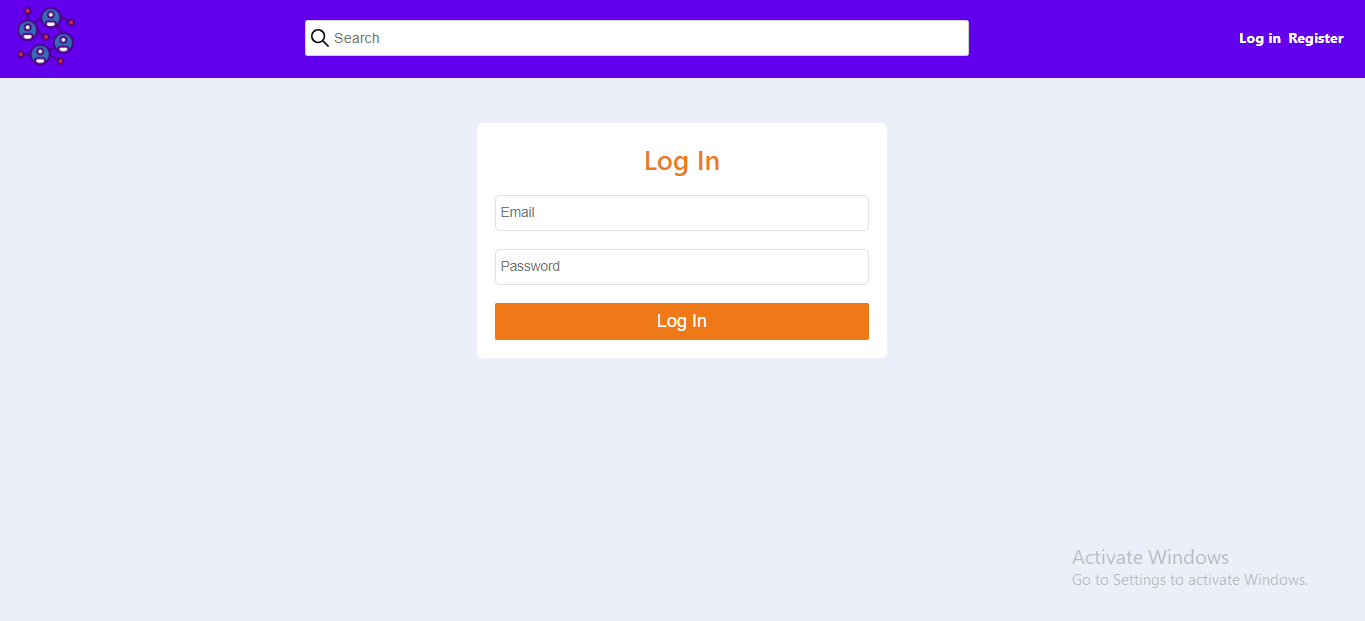 Search
Log in Register
Log In
Email
Password
Log In
Activate Windows
Go to Settings to activate Windows.